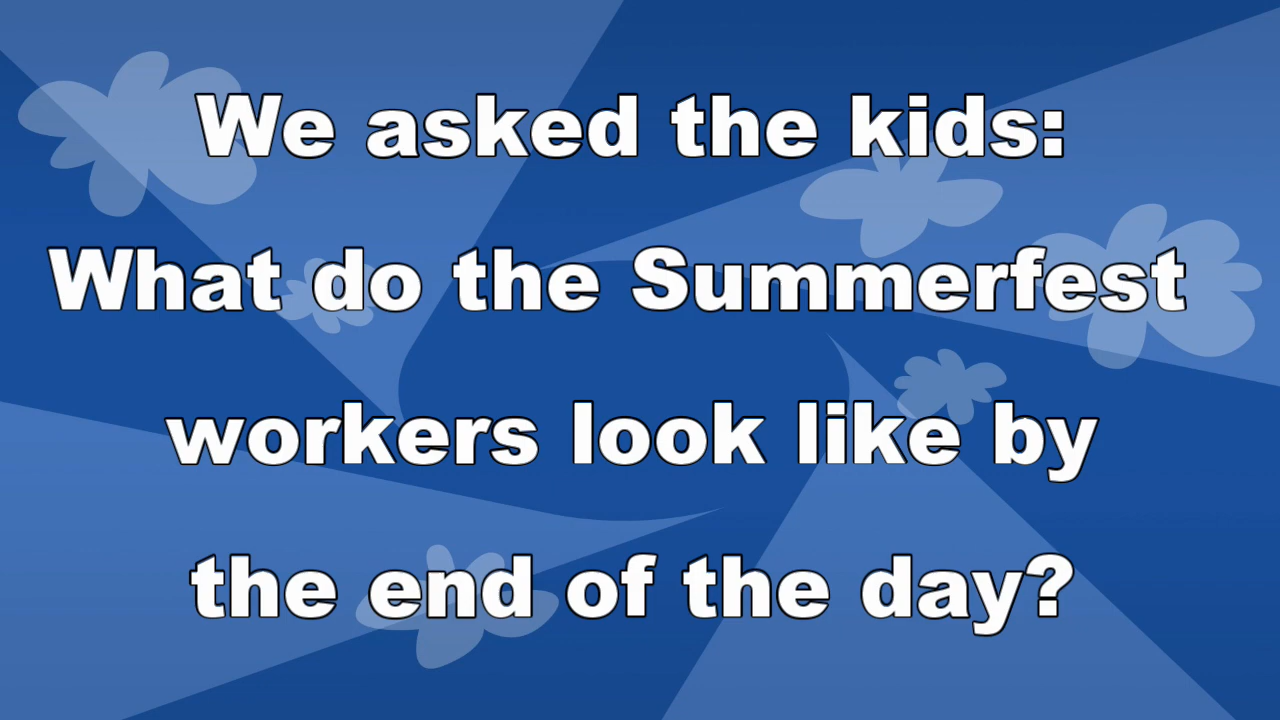 We asked the kids:
What do the Summerfest
workers look like by
the end of the day?